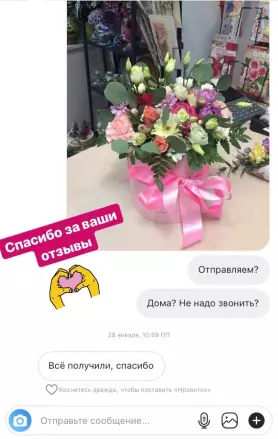 Спасибо за ваши
отзывы
Отправляем?
Дома? Не надо звонить?
28 января, 10:59 ПП
Всё получили, спасибо
Коснитесь дважды, чтобы поставить «Нравится»
Отправьте сообщение...